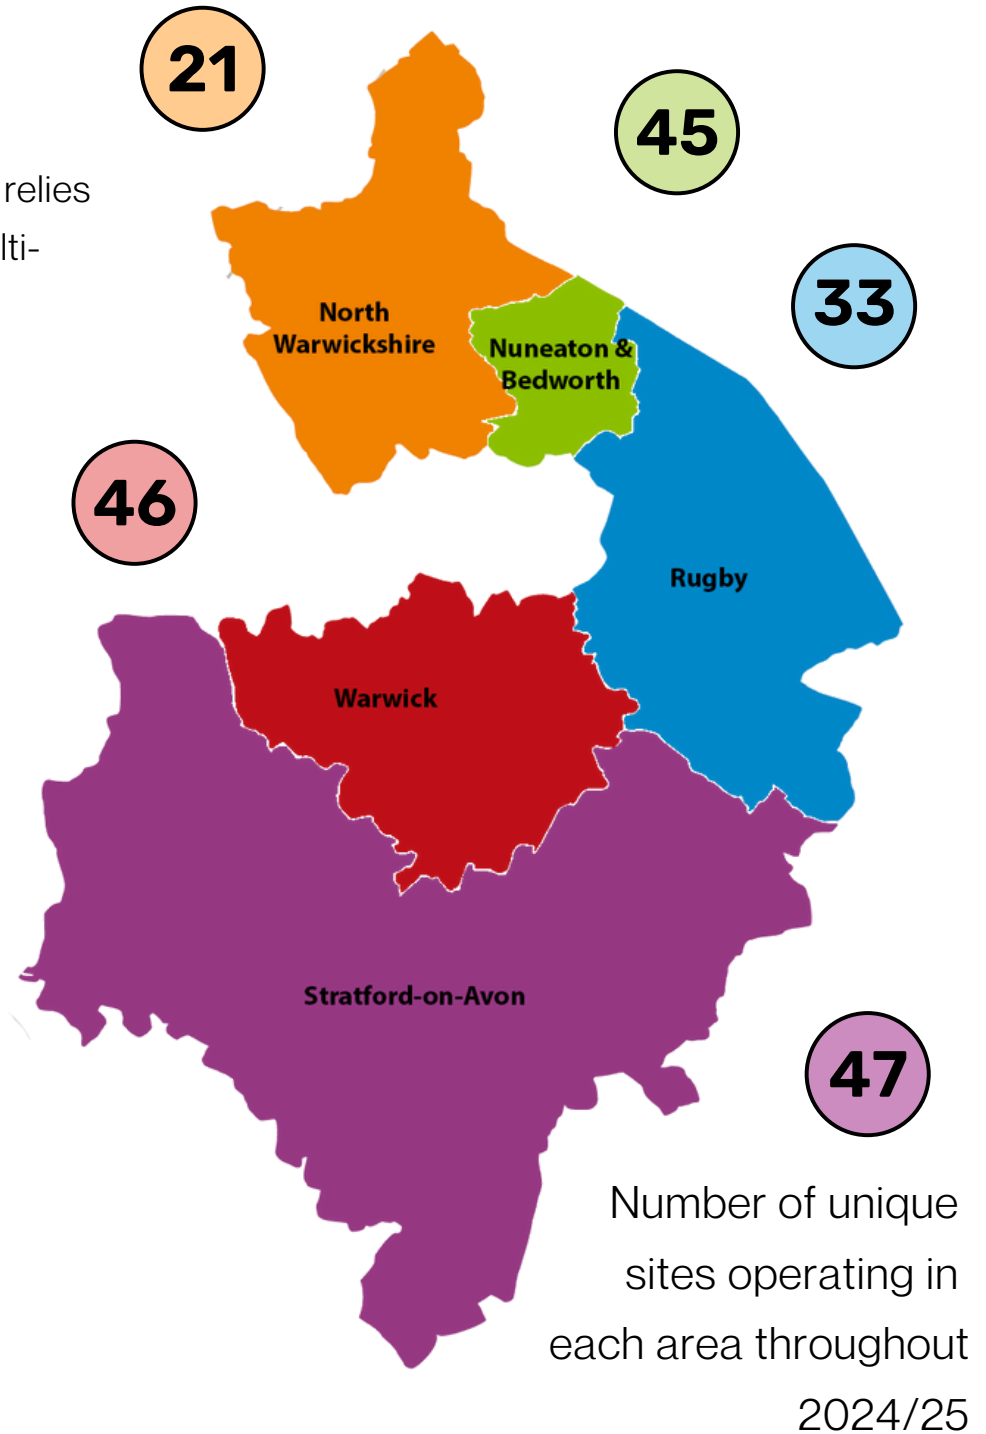 21
45
relies
lti-
33
North
Warwickshire
Nuneaton &
Bedworth
46
Rugby
Warwick
Stratford-on-Avon
47
Number of unique
sites operating in
each area throughout
2024/25